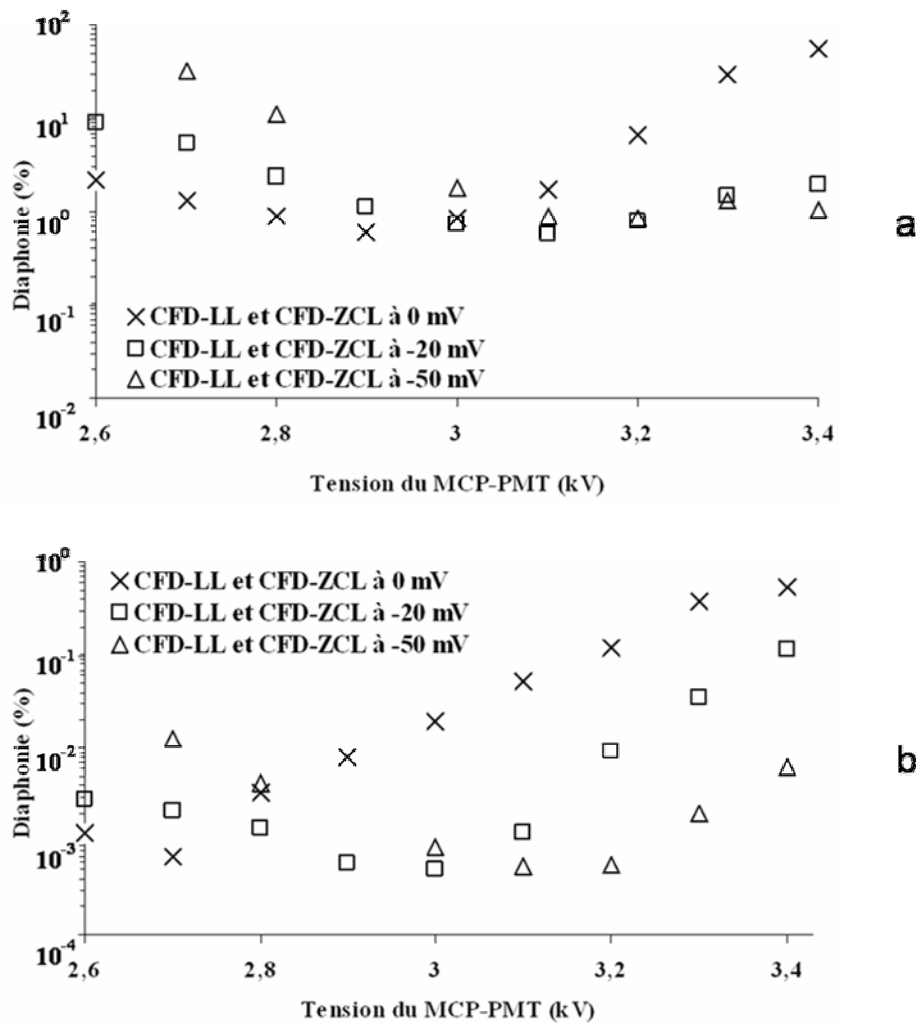 10²
10¹
10⁰
10⁻¹
10⁻²
Diaphonie (%)
CFD-LL et CFD-ZCL à 0 mV
CFD-LL et CFD-ZCL à -20 mV
CFD-LL et CFD-ZCL à -50 mV
2,6 2,8 3 3,2 3,4
Tension du MCP-PMT (kV)
a
10⁰
10⁻¹
10⁻²
10⁻³
10⁻⁴
Diaphonie (%)
CFD-LL et CFD-ZCL à 0 mV
CFD-LL et CFD-ZCL à -20 mV
CFD-LL et CFD-ZCL à -50 mV
2,6 2,8 3 3,2 3,4
Tension du MCP-PMT (kV)
b